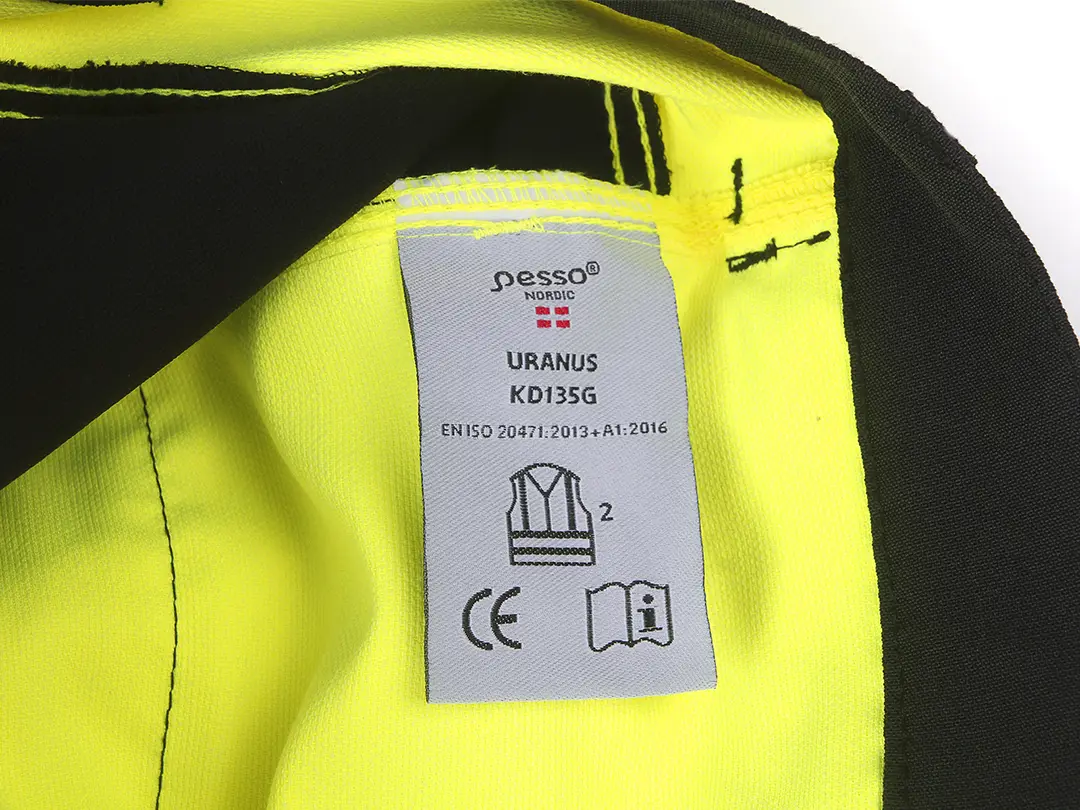 pesso®
NORDIC
URANUS
KD135G
EN ISO 20471:2013+A1:2016
2
CE
i